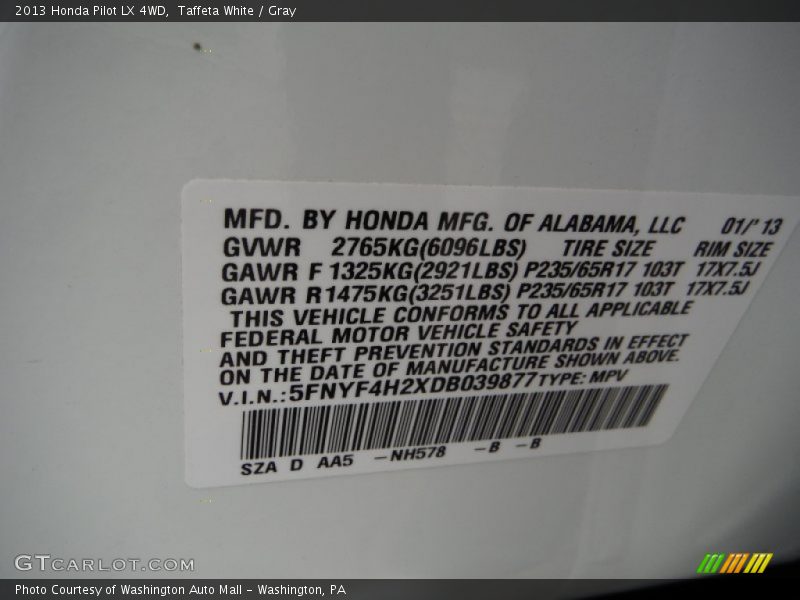 2013 Honda Pilot LX 4WD, Taffeta White / Gray
MFD. BY HONDA MFG. OF ALABAMA, LLC 01/' 13
GVWR 2765KG(6096LBS) TIRE SIZE RIM SIZE
GAWR F 1325KG(2921LBS) P235/65R17 103T 17X7.5J
GAWR R 1475KG(3251LBS) P235/65R17 103T 17X7.5J
THIS VEHICLE CONFORMS TO ALL APPLICABLE
FEDERAL MOTOR VEHICLE SAFETY
AND THEFT PREVENTION STANDARDS IN EFFECT
ON THE DATE OF MANUFACTURE SHOWN ABOVE.
V.I.N.:5FNYF4H2XDB039877 TYPE: MPV
SZA D AA5 -NH578 -B -B
GTCARLOT.COM
Photo Courtesy of Washington Auto Mall - Washington, PA